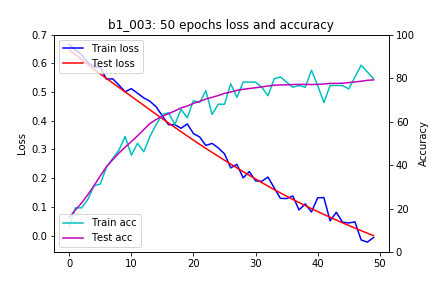 b1_003: 50 epochs loss and accuracy
0.7
0.6
0.5
0.4
0.3
0.2
0.1
0.0
Loss
Train loss
Test loss
Train acc
Test acc
100
80
60
40
20
0
Accuracy
0
10
20
30
40
50